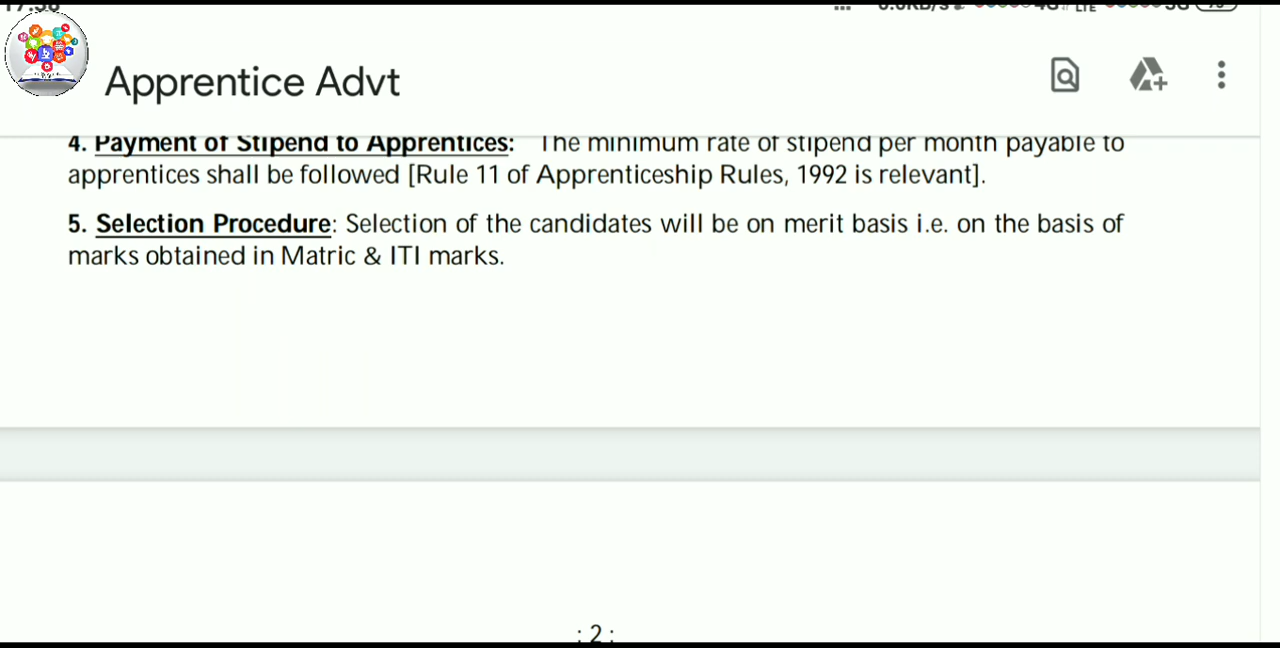 Apprentice Advt
4. Payment of Stipend to Apprentices: The minimum rate of stipend per month payable to
apprentices shall be followed [Rule 11 of Apprenticeship Rules, 1992 is relevant].
5. Selection Procedure: Selection of the candidates will be on merit basis i.e. on the basis of
marks obtained in Matric & ITI marks.
: 2 :